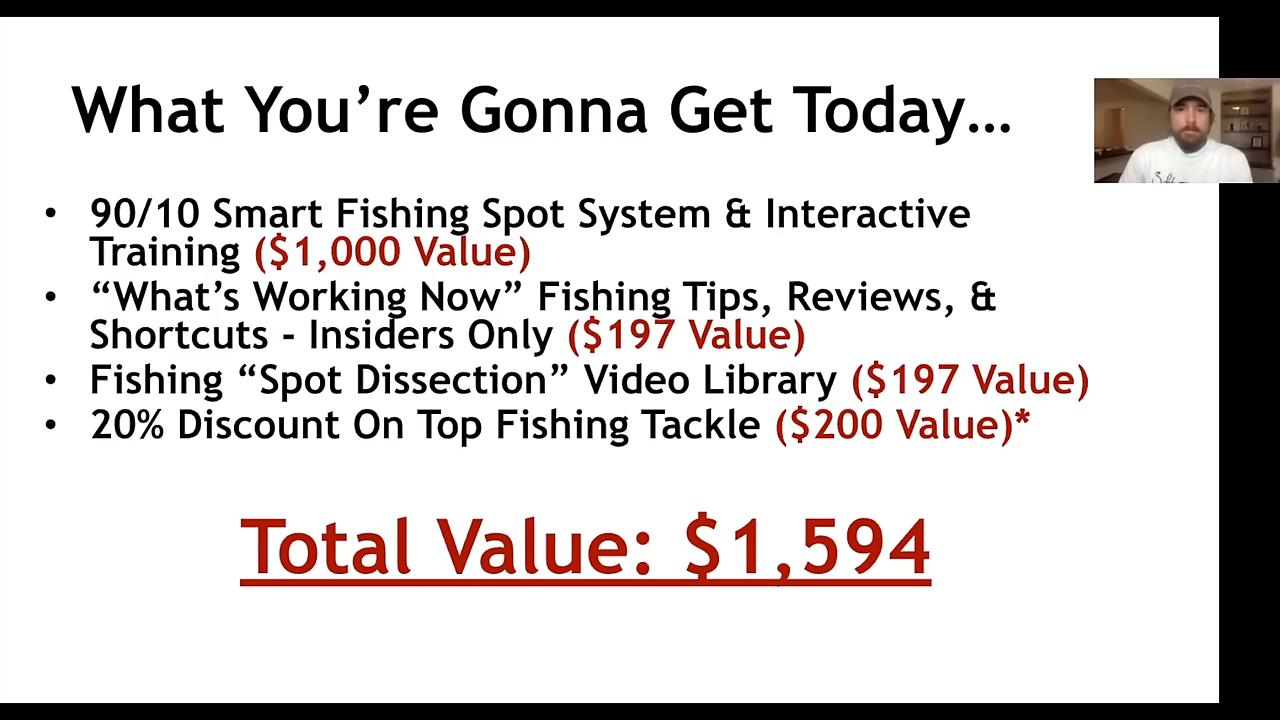 What You’re Gonna Get Today…
• 90/10 Smart Fishing Spot System & Interactive
Training ($1,000 Value)
• “What’s Working Now” Fishing Tips, Reviews, &
Shortcuts - Insiders Only ($197 Value)
• Fishing “Spot Dissection” Video Library ($197 Value)
• 20% Discount On Top Fishing Tackle ($200 Value)*
Total Value: $1,594